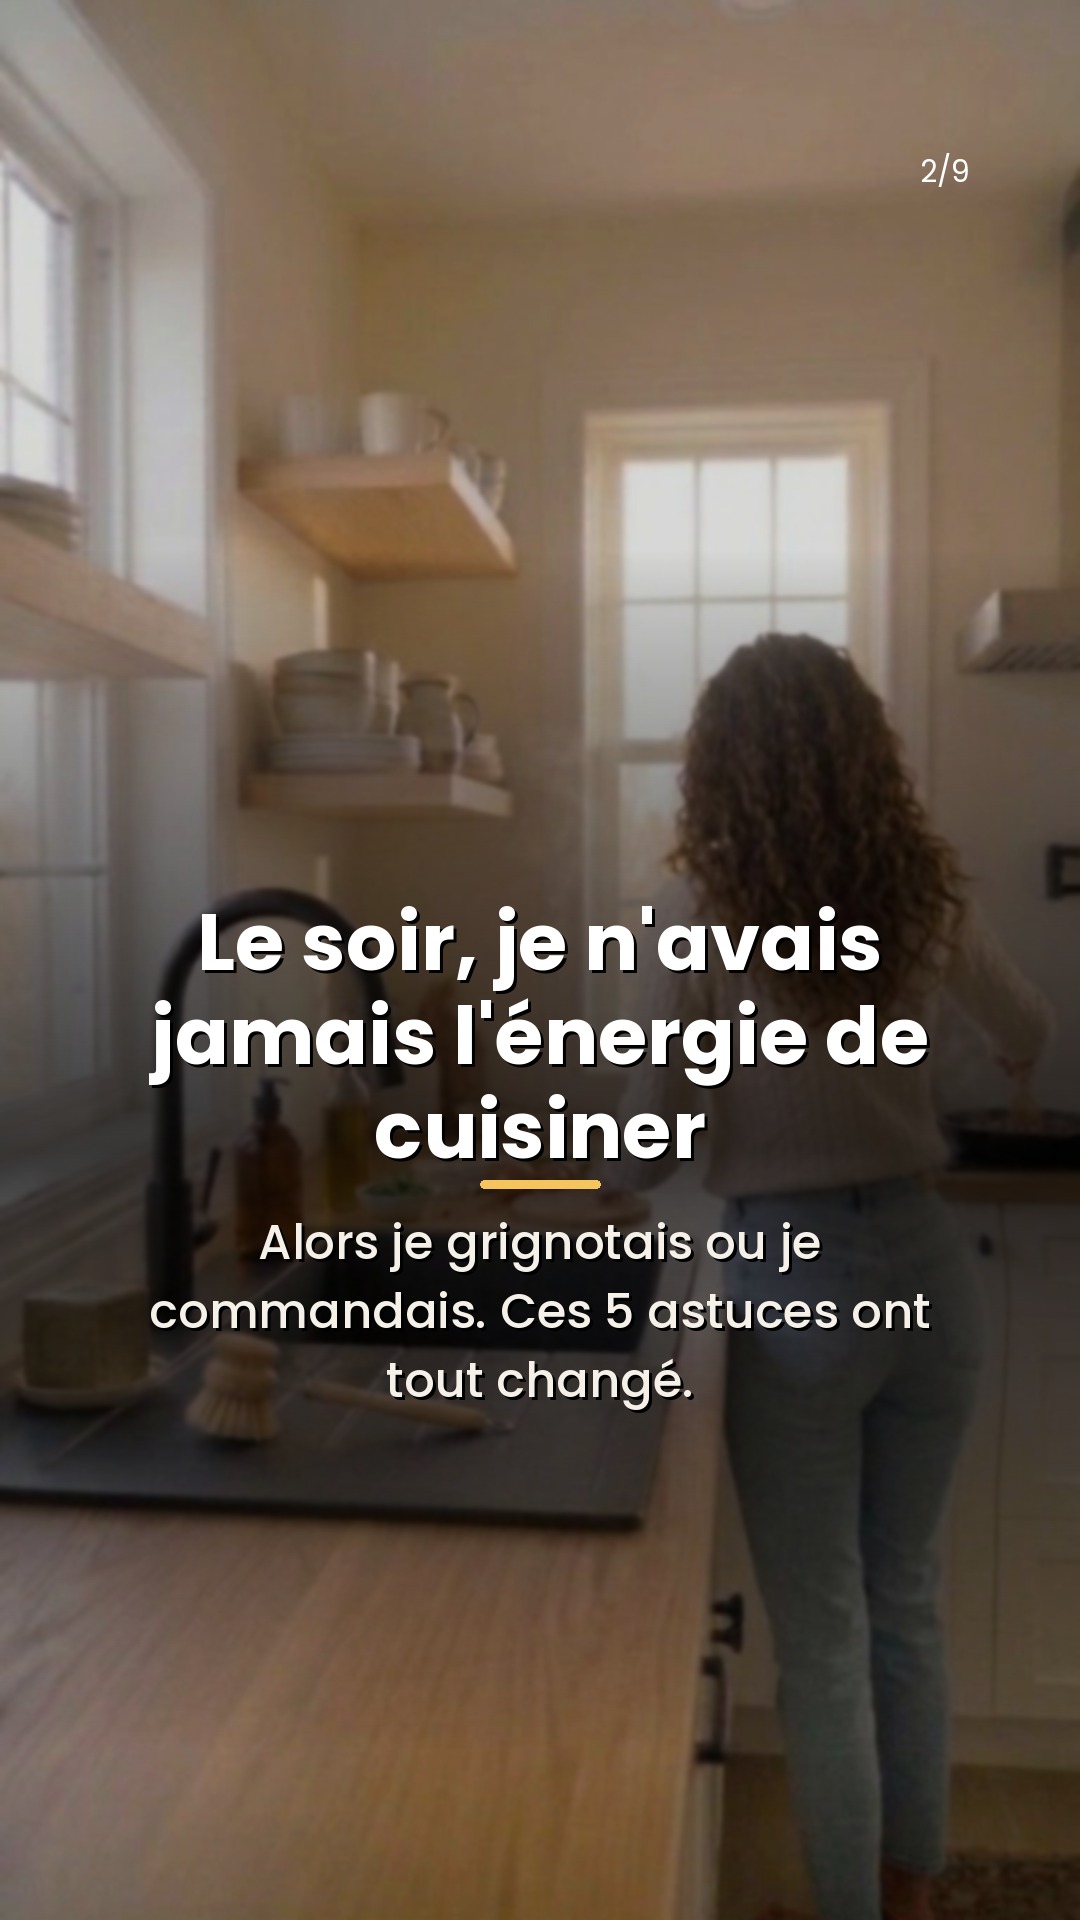 2/9
Le soir, je n'avais
jamais l'énergie de
cuisiner
Alors je grignotais ou je
commandais. Ces 5 astuces ont
tout changé.